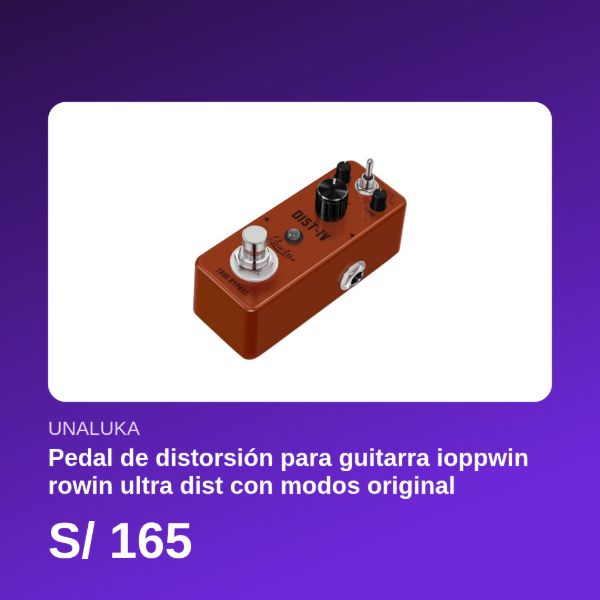 DIST-IV
TRUE BYPASS
UNALUKA
Pedal de distorsión para guitarra ioppwin
rowin ultra dist con modos original
S/ 165